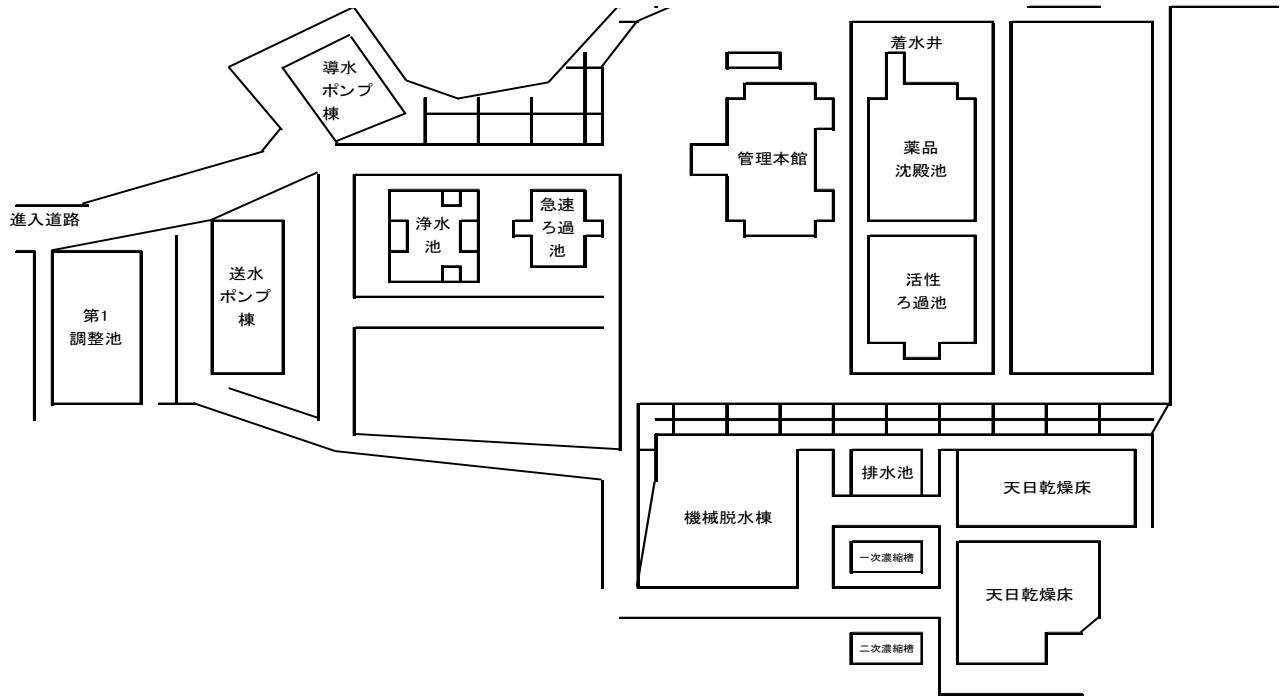 着水井
導水
ポンプ
棟
薬品
沈殿池
管理本館
進入道路
浄水
池
急速
ろ過
池
送水
ポンプ
棟
活性
ろ過池
第1
調整池
排水池
天日乾燥床
機械脱水棟
一次濃縮槽
天日乾燥床
二次濃縮槽